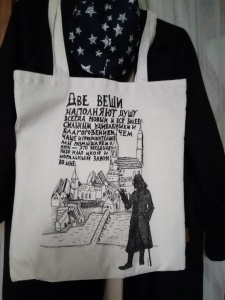 ДВЕ ВЕЩИ
НАПОЛНЯЮТ ДУШУ
ВСЕГДА НОВЫМ И ВСЕ БОЛЕЕ
СИЛЬНЫМ УДИВЛЕНИЕМ И
БЛАГОГОВЕНИЕМ, ЧЕМ
ЧАЩЕ И ПРОДОЛЖИТЕЛЬНЕЕ
МЫ РАЗМЫШЛЯЕМ О
НИХ — ЭТО ЗВЕЗДНОЕ
НЕБО НАДО МНОЙ И
МОРАЛЬНЫЙ ЗАКОН
ВО МНЕ.